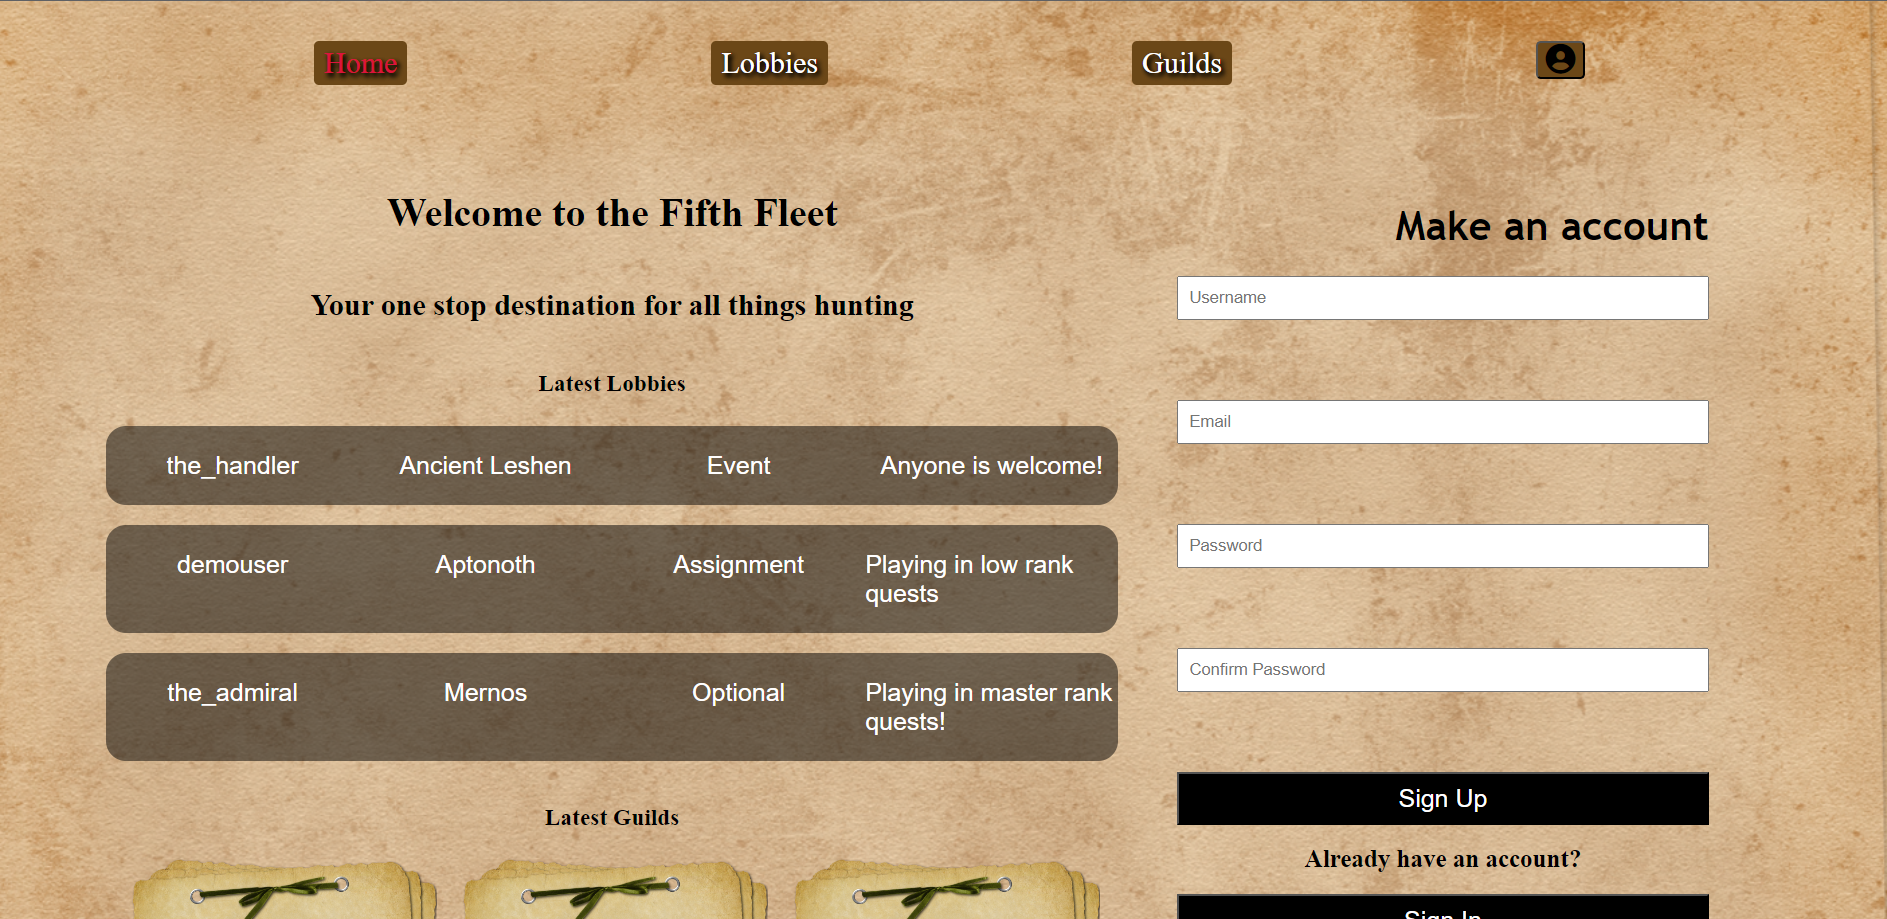 Home
Lobbies
Guilds
Welcome to the Fifth Fleet
Your one stop destination for all things hunting
Latest Lobbies
the_handler Ancient Leshen Event Anyone is welcome!
demouser Aptonoth Assignment Playing in low rank
quests
the_admiral Mernos Optional Playing in master rank
quests!
Latest Guilds
Make an account
Username
Email
Password
Confirm Password
Sign Up
Already have an account?
Sign In